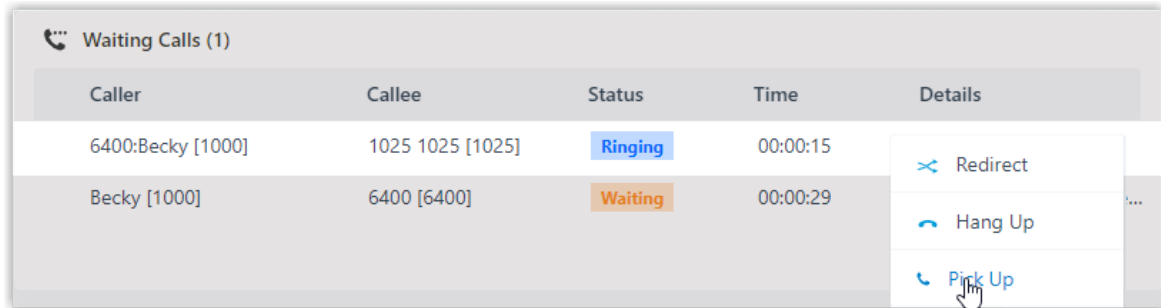 Waiting Calls (1)
Caller Callee Status Time Details
6400:Becky [1000] 1025 1025 [1025] Ringing 00:00:15
Redirect
Becky [1000] 6400 [6400] Waiting 00:00:29
Hang Up
Pick Up